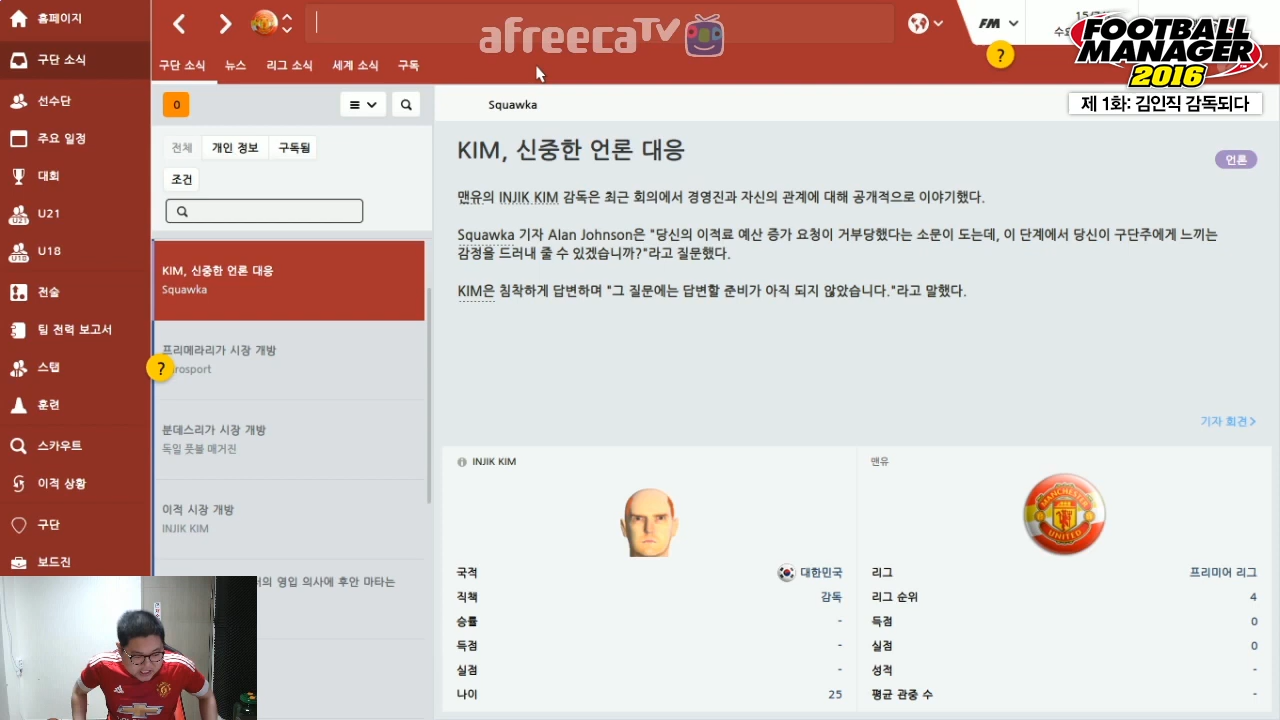 홈페이지
구단 소식
선수단
주요 일정
대회
U21
U21
U18
U18
전술
팀 전력 보고서
스탭
훈련
스카우트
이적 상황
구단
보드진
afreecaTV
FM
?
FOOTBALL
MANAGER
2016
제 1화: 김인직 감독되다
구단 소식 뉴스 리그 소식 세계 소식 구독
0
전체 개인 정보 구독됨
조건
KIM, 신중한 언론 대응
Squawka
프리메라리가 시장 개방
?
분데스리가 시장 개방
독일 풋볼 매거진
이적 시장 개방
INJIK KIM
영입 의사에 후안 마타는
Squawka
KIM, 신중한 언론 대응
언론
맨유의 INJIK KIM 감독은 최근 회의에서 경영진과 자신의 관계에 대해 공개적으로 이야기했다.
Squawka 기자 Alan Johnson은 "당신의 이적료 예산 증가 요청이 거부당했다는 소문이 도는데, 이 단계에서 당신이 구단주에게 느끼는
감정을 드러내 줄 수 있겠습니까?"라고 질문했다.
KIM은 침착하게 답변하며 "그 질문에는 답변할 준비가 아직 되지 않았습니다."라고 말했다.
기자 회견
INJIK KIM
국적 대한민국
직책 감독
승률 -
득점 -
실점 -
나이 25
맨유
MANCHESTER
UNITED
리그 프리미어 리그
리그 순위 4
득점 0
실점 0
성적 -
평균 관중 수 -